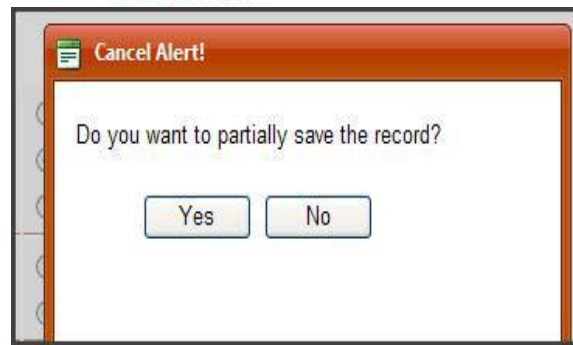 Cancel Alert!
Do you want to partially save the record?
Yes No